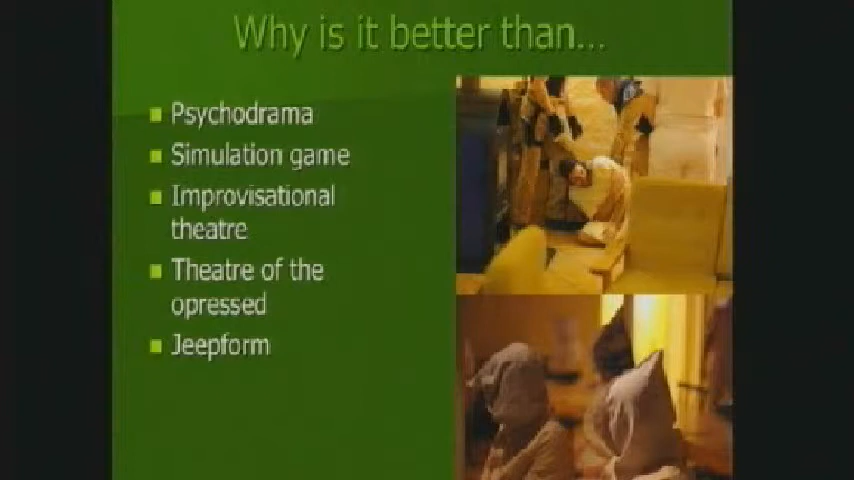 Why is it better than...
Psychodrama
Simulation game
Improvisational
theatre
Theatre of the
opressed
Jeepform